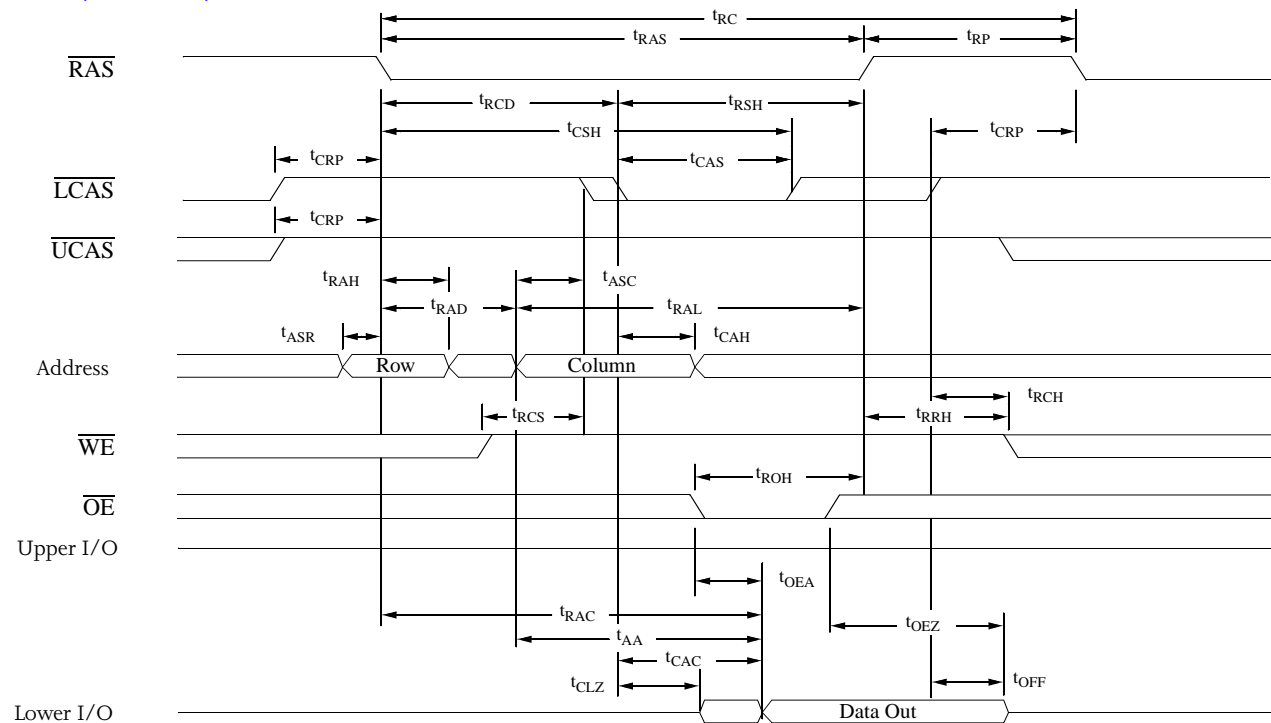 tRC
tRAS
tRP
RAS
tRCD
tRSH
tCSH
tCRP
tCRP
tCAS
LCAS
tCRP
UCAS
tRAH
tASC
tRAD
tRAL
tASR
tCAH
Address
Row
Column
tRCH
tRCS
tRRH
WE
tROH
OE
Upper I/O
tOEA
tRAC
tOEZ
tAA
tCAC
tCLZ
tOFF
Lower I/O
Data Out